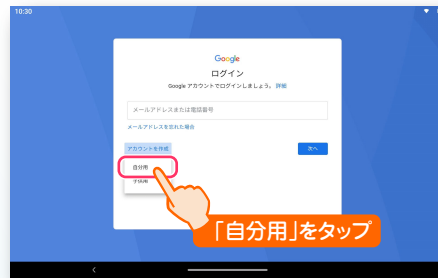 10:30
Google
ログイン
Google アカウントでログインしましょう。 詳細
メールアドレスまたは電話番号
メールアドレスを忘れた場合
アカウントを作成
次へ
自分用
子供用
「自分用」をタップ